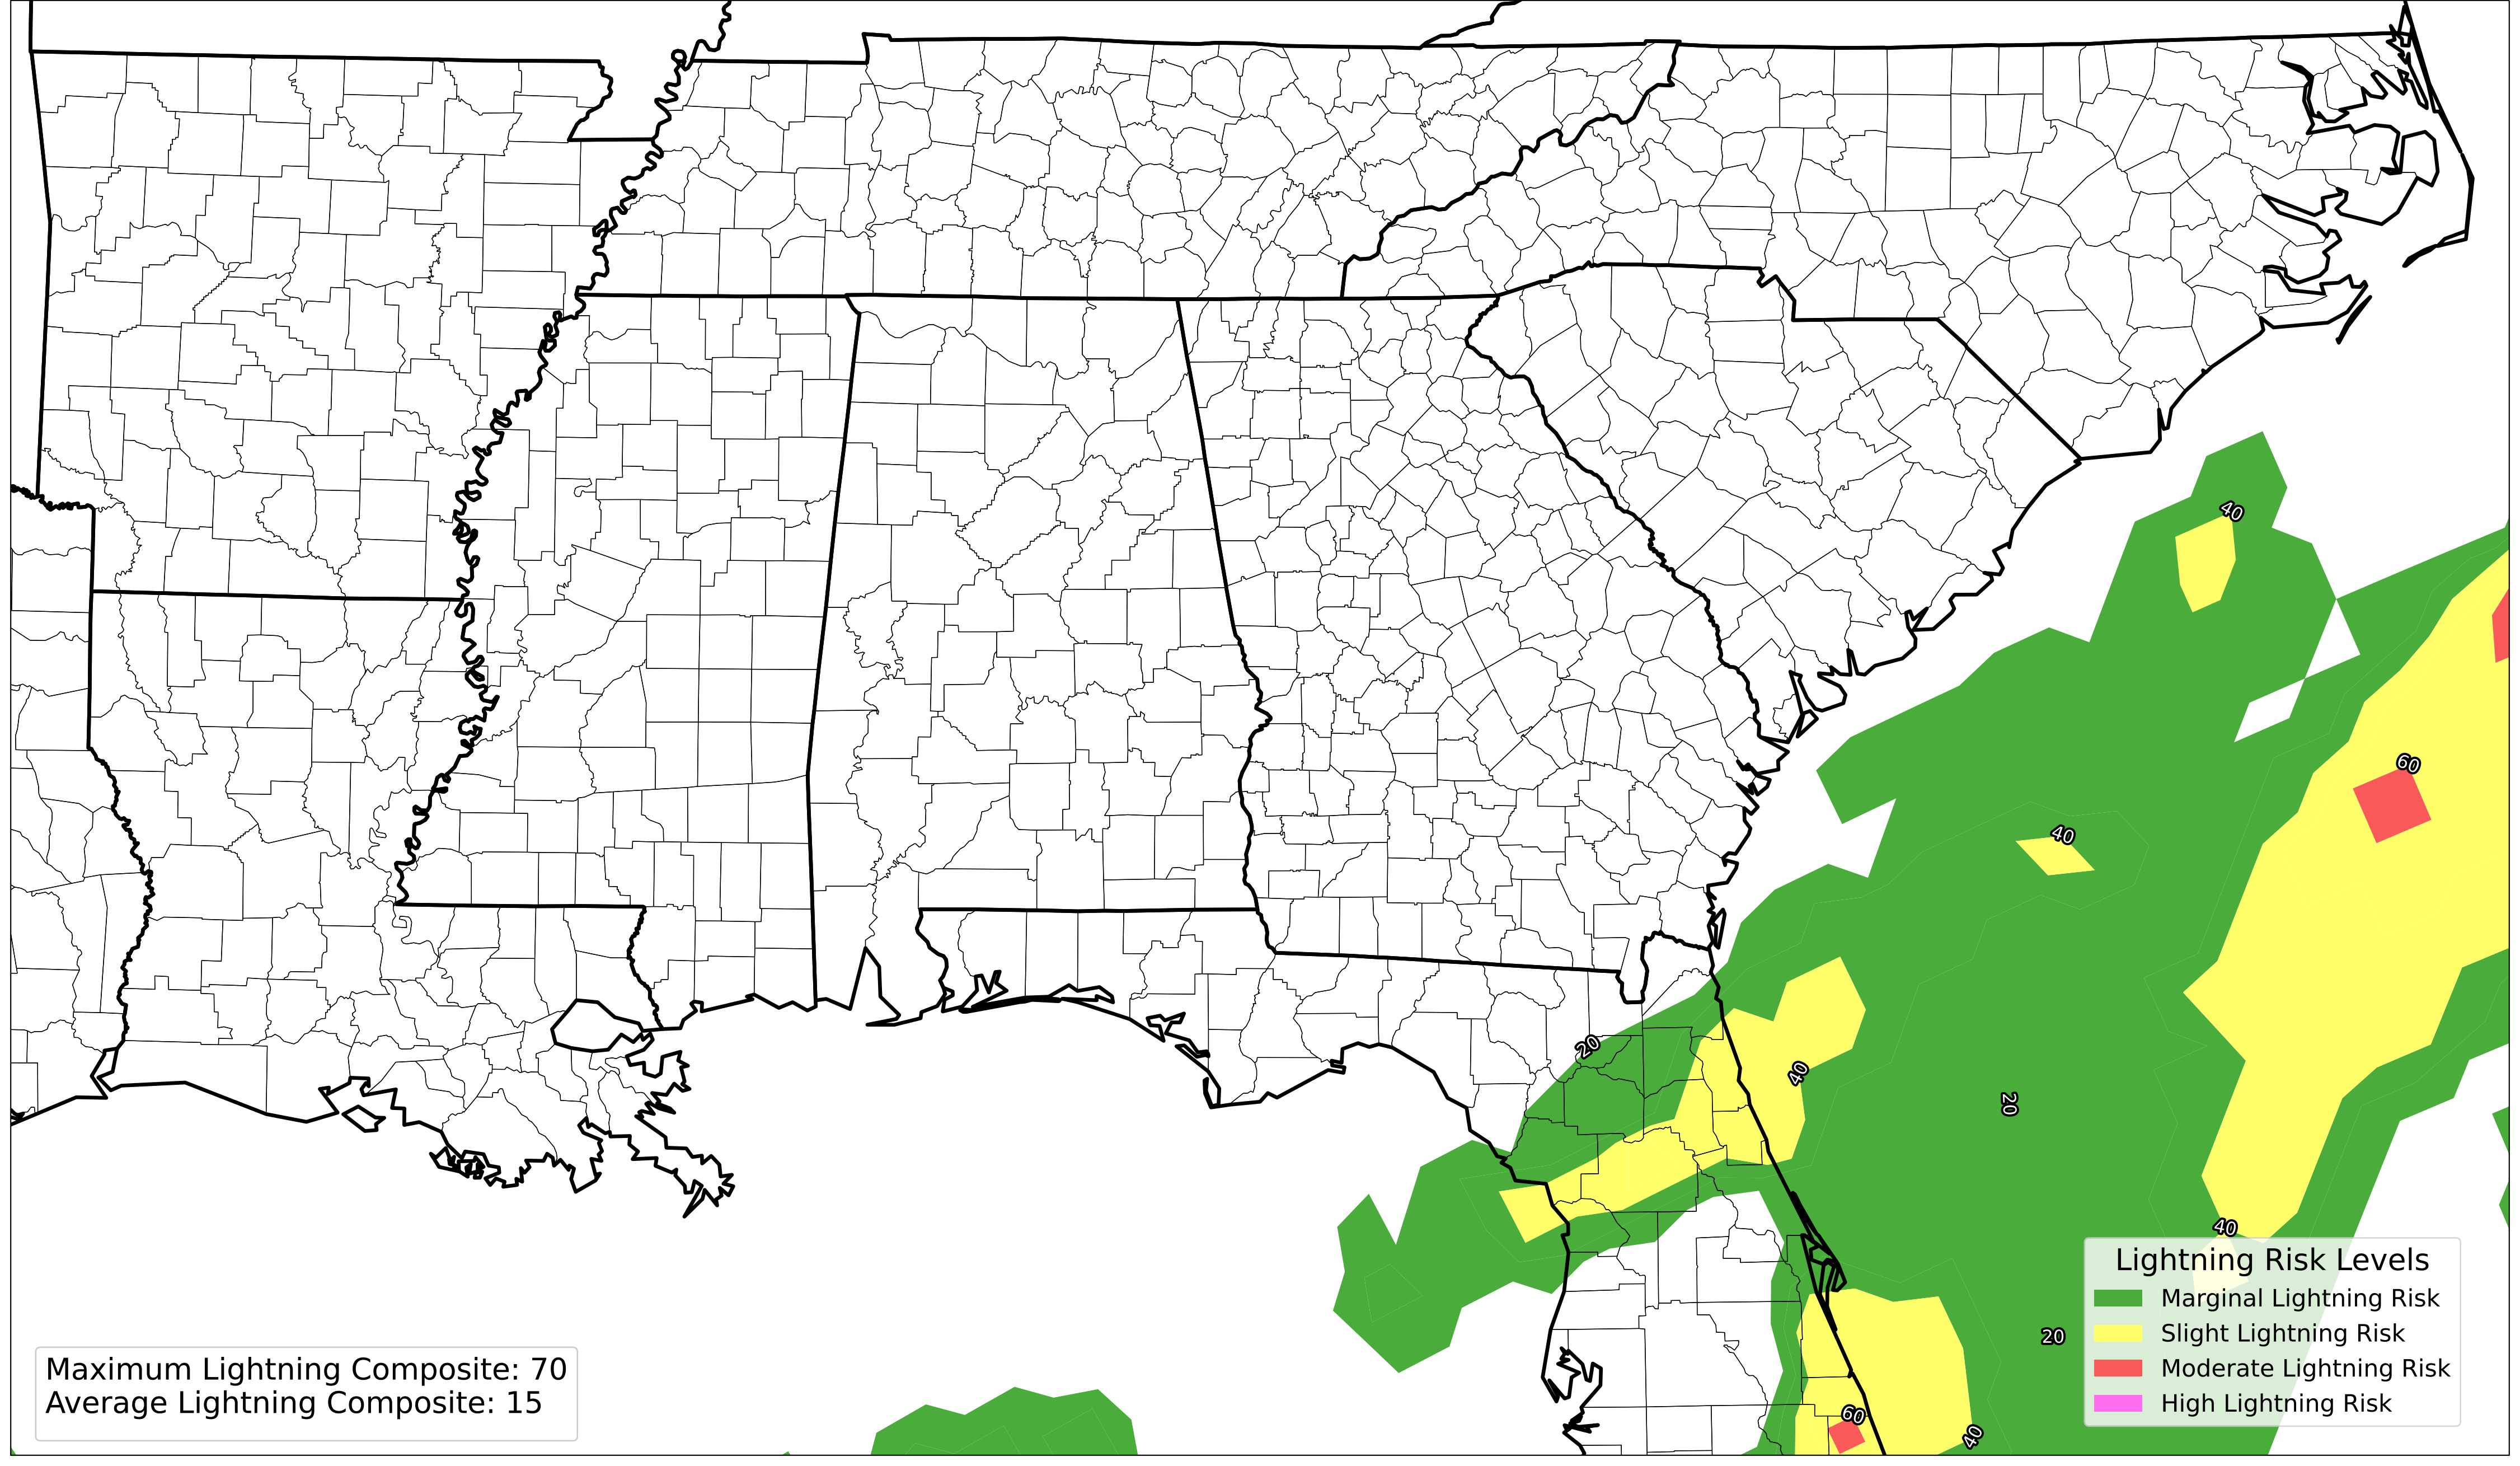 40
60
40
20
40
20
40
20
60
40
Lightning Risk Levels
Marginal Lightning Risk
Slight Lightning Risk
Moderate Lightning Risk
High Lightning Risk
Maximum Lightning Composite: 70
Average Lightning Composite: 15